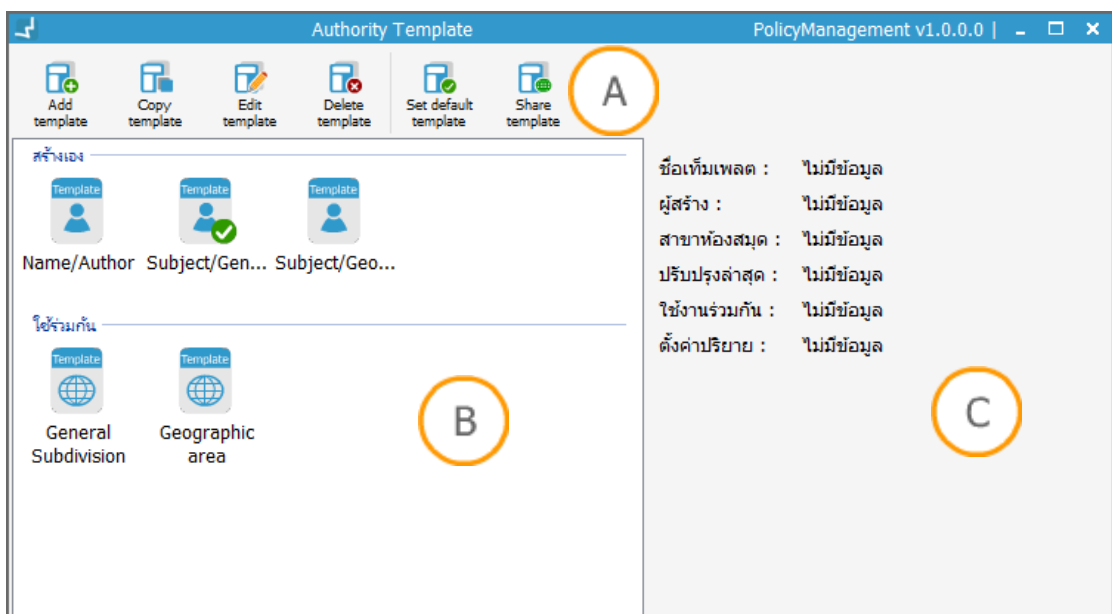 Authority Template
PolicyManagement v1.0.0.0 |
Add template
Copy template
Edit template
Delete template
Set default template
Share template
A
สร้างเอง
Template
Template
Template
Name/Author
Subject/Gen...
Subject/Geo...
ใช้ร่วมกัน
Template
Template
General Subdivision
Geographic area
B
ชื่อเท็มเพลต : ไม่มีข้อมูล
ผู้สร้าง : ไม่มีข้อมูล
สาขาห้องสมุด : ไม่มีข้อมูล
ปรับปรุงล่าสุด : ไม่มีข้อมูล
ใช้งานร่วมกัน : ไม่มีข้อมูล
ตั้งค่าปริยาย : ไม่มีข้อมูล
C